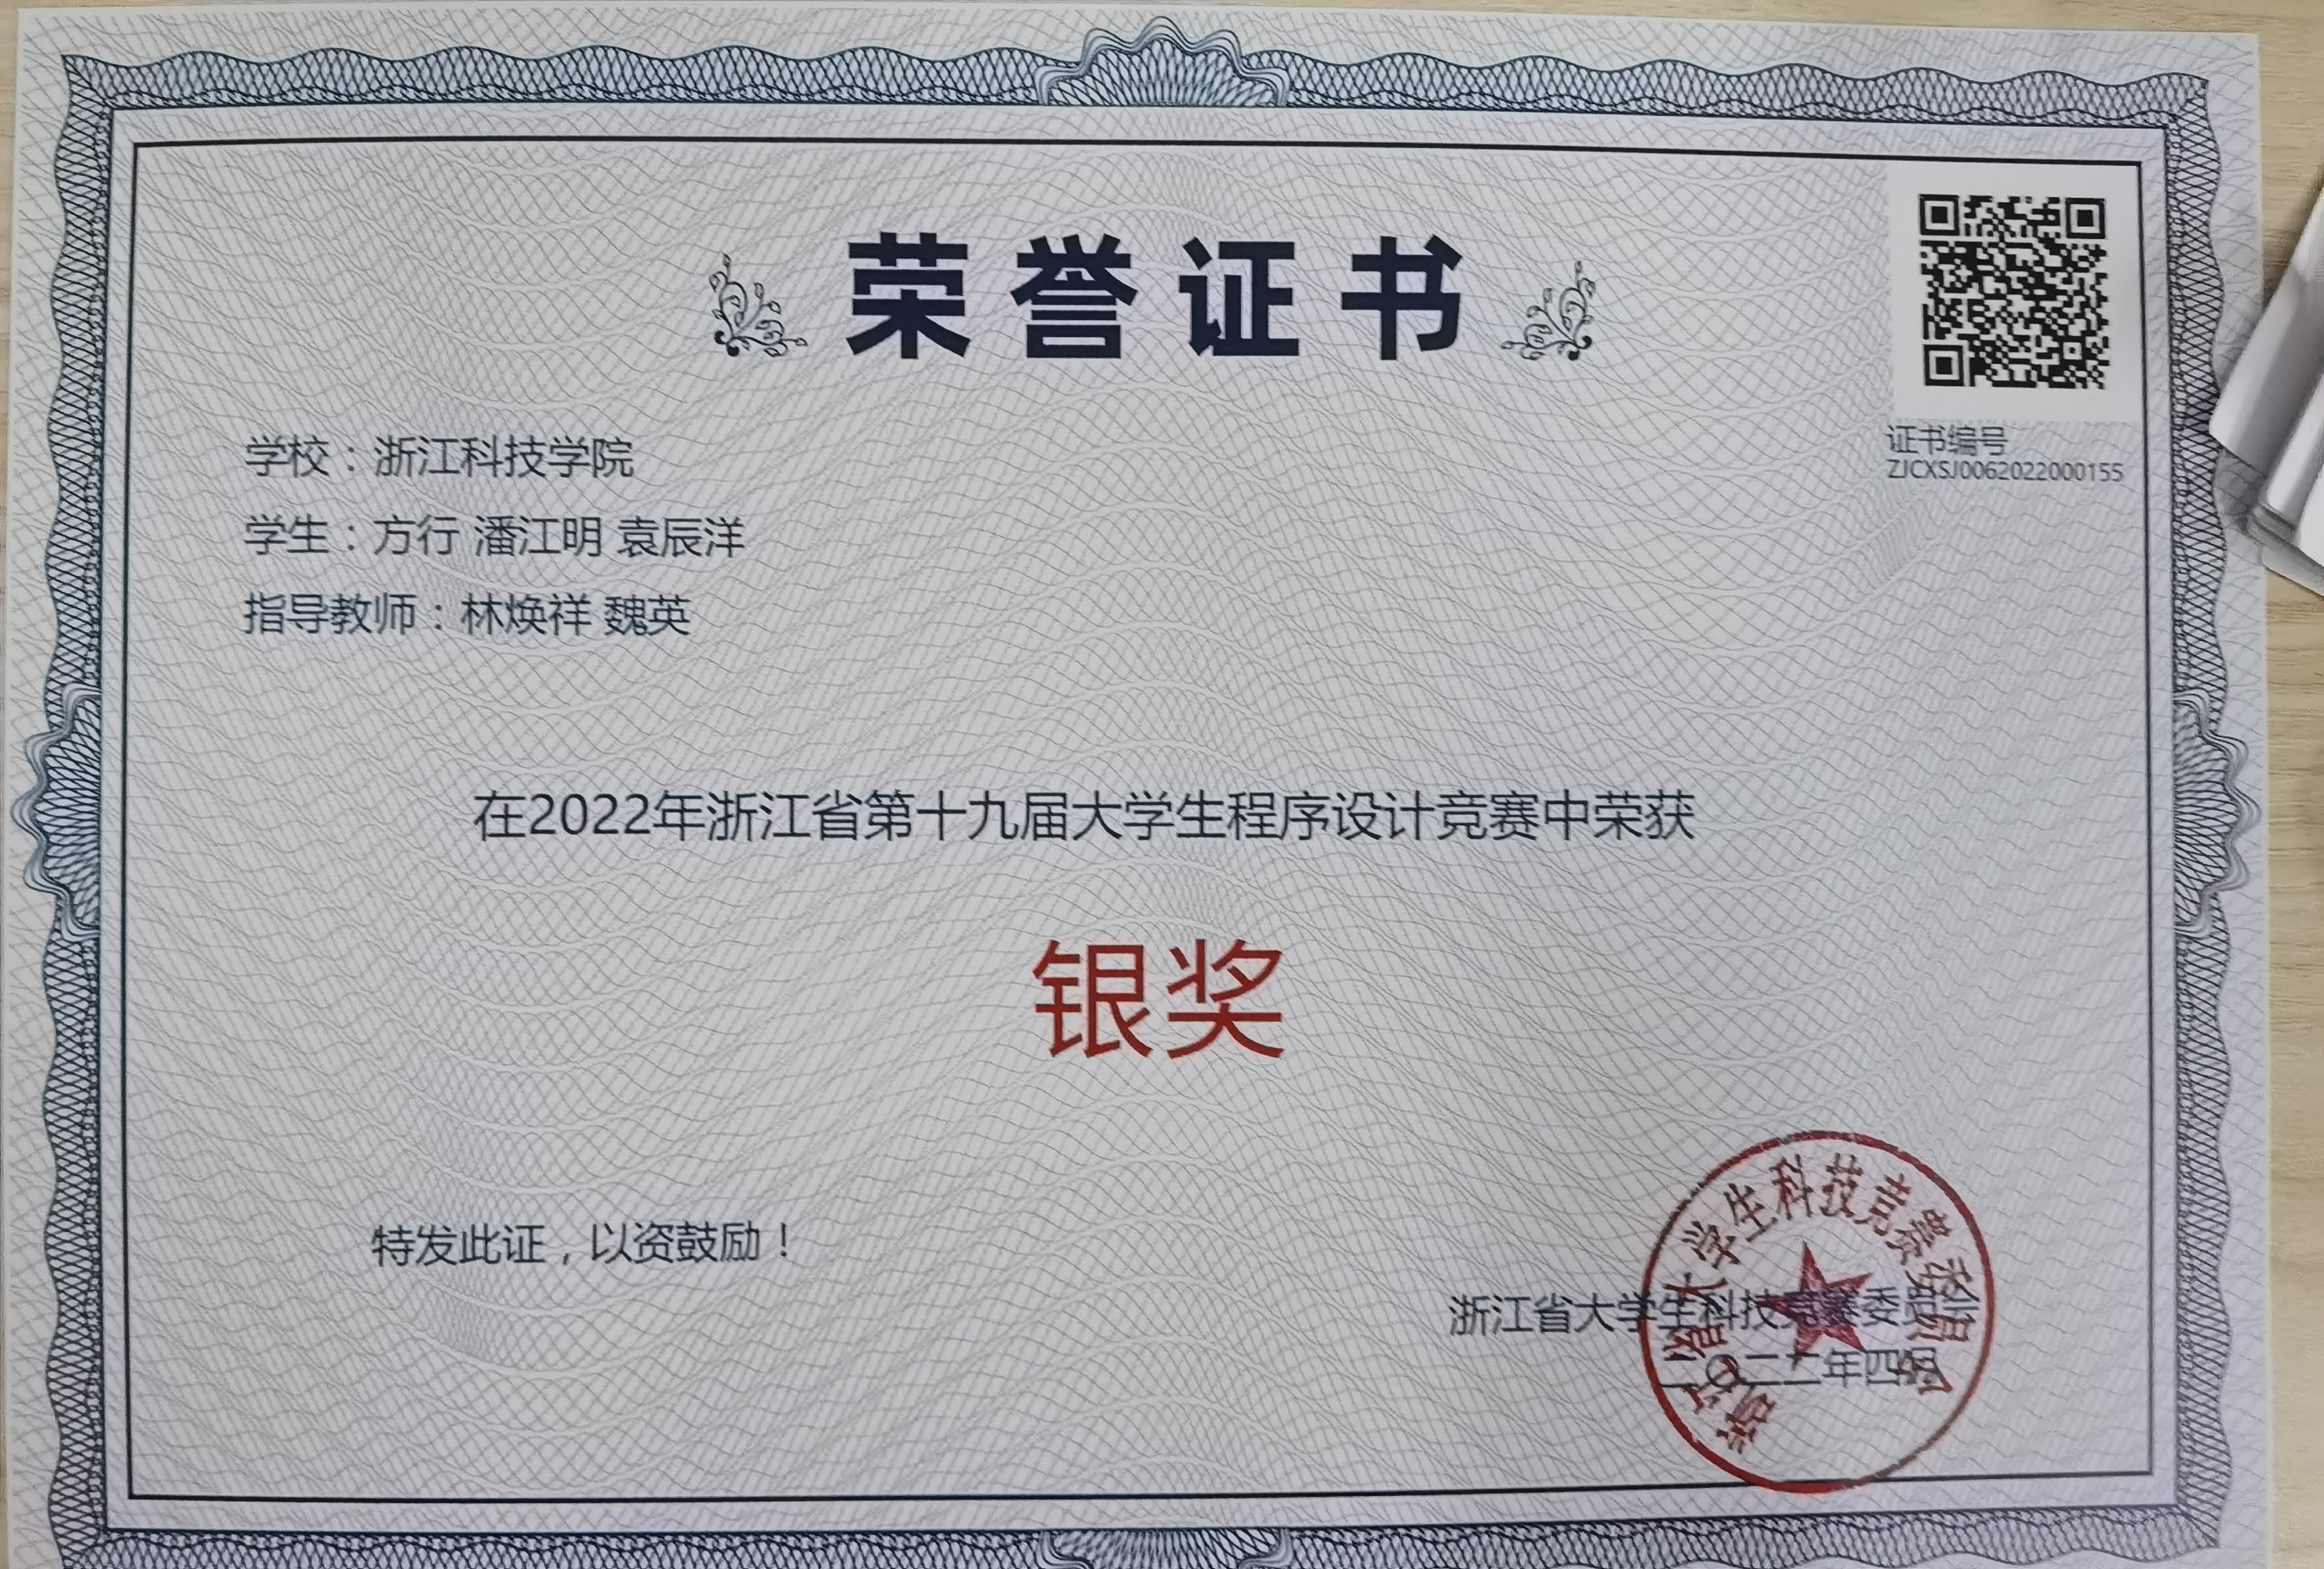 荣誉证书
证书编号
ZJCXSJ0062022000155
学校：浙江科技学院
学生：方行 潘江明 袁辰洋
指导教师：林焕祥 魏英
在2022年浙江省第十九届大学生程序设计竞赛中荣获
银奖
特发此证，以资鼓励！
浙江省大学生科技竞赛委员会
二〇二二年四月
浙江省大学生科技竞赛委员会